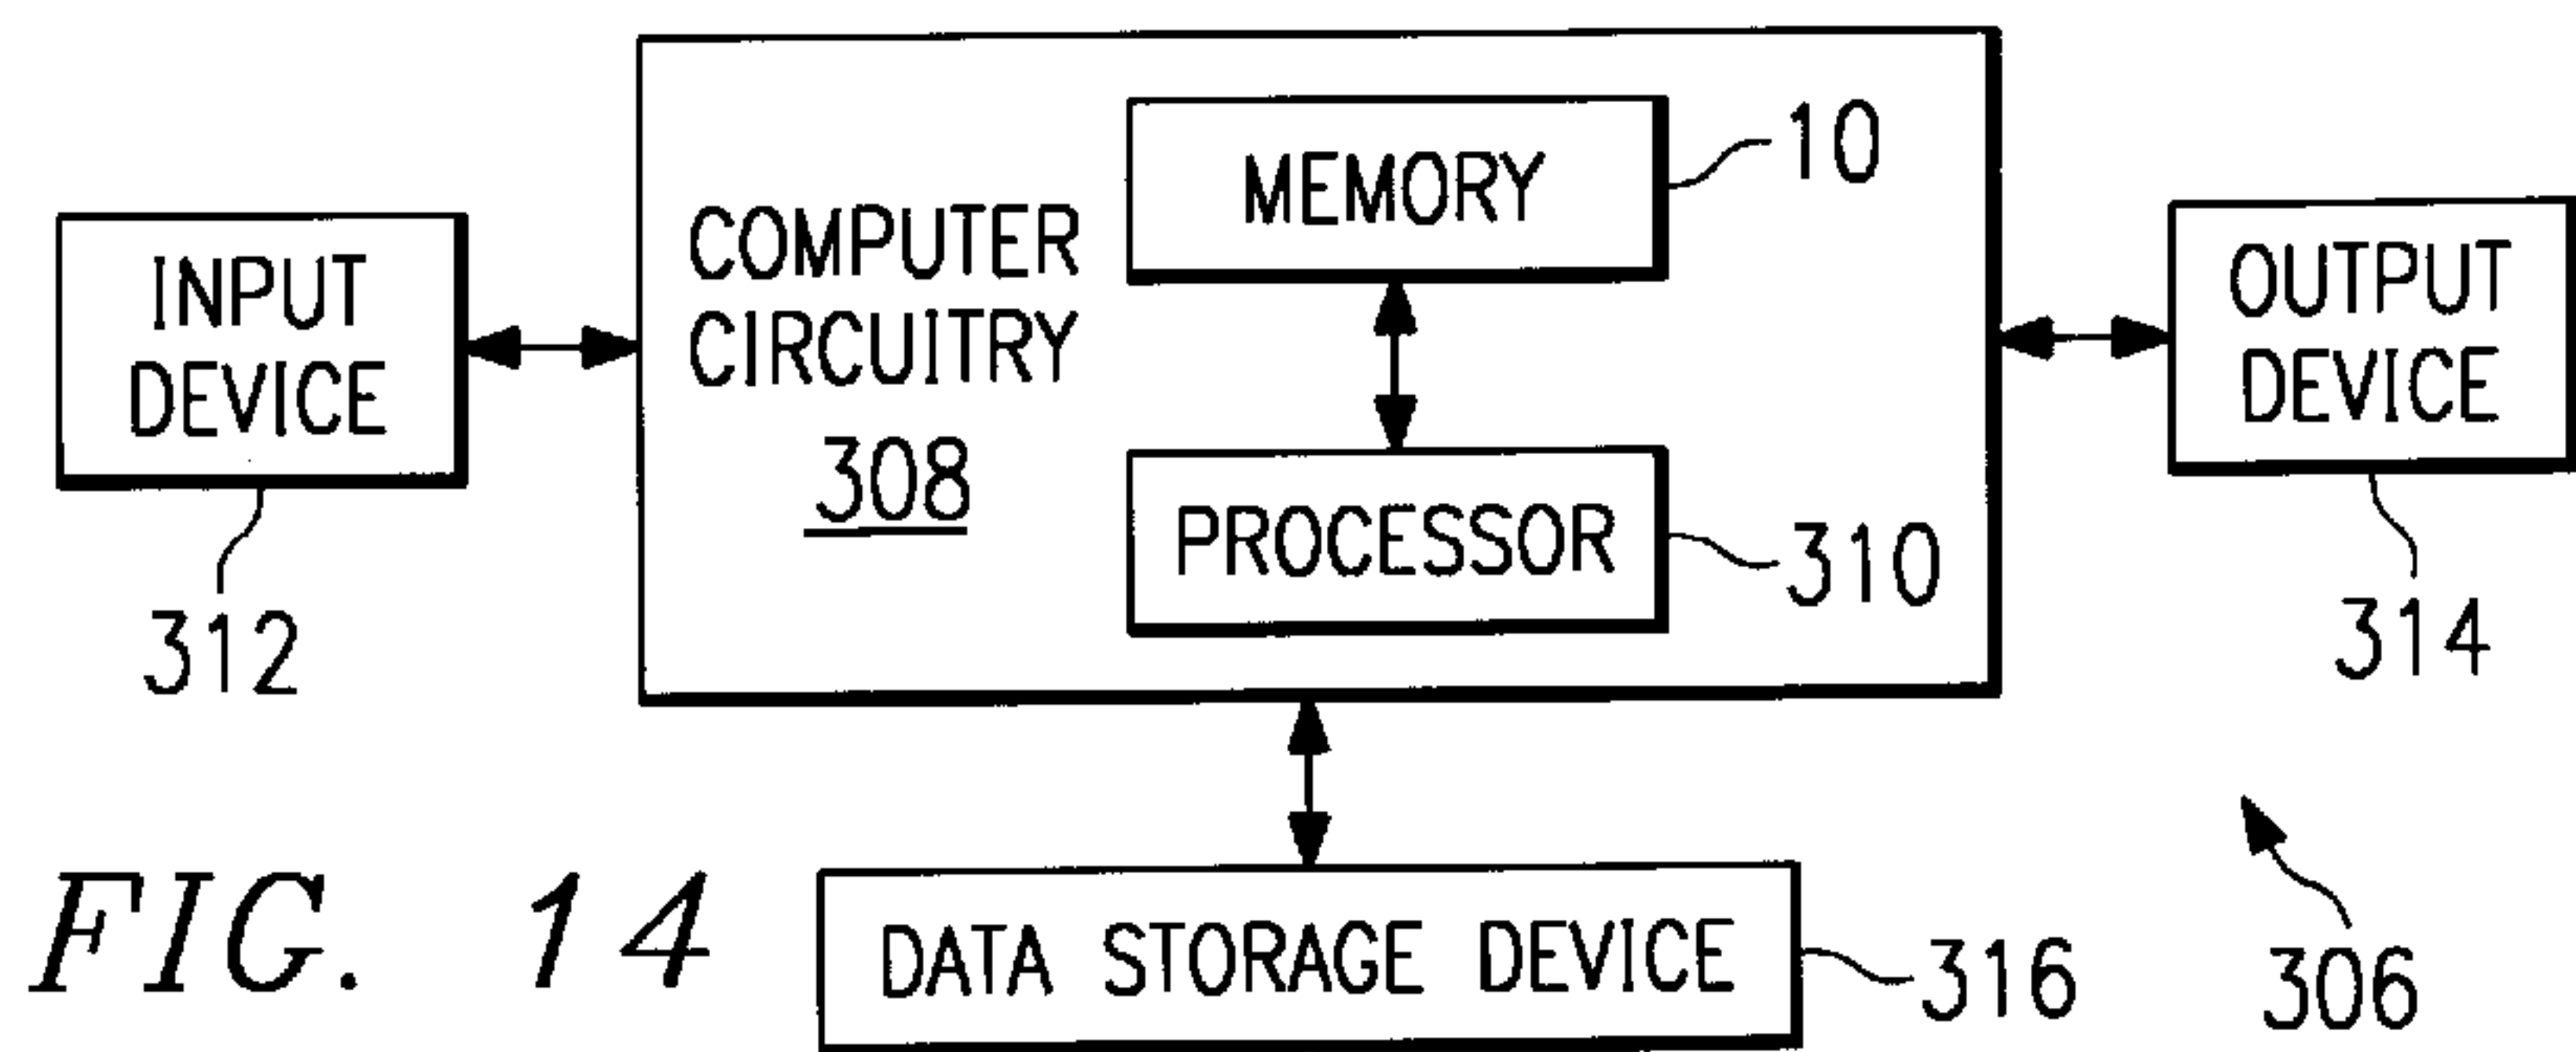 MEMORY
10
COMPUTER
CIRCUITRY
308
INPUT
DEVICE
312
PROCESSOR
310
OUTPUT
DEVICE
314
DATA STORAGE DEVICE
316
306
FIG. 14